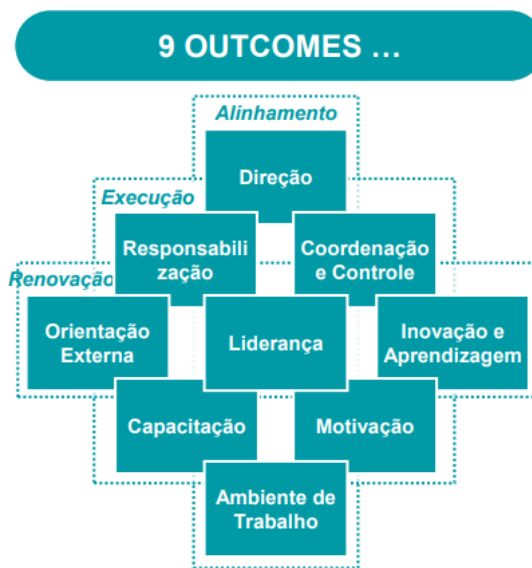 9 OUTCOMES ...
Alinhamento
Direção
Execução
Responsabili
zação
Coordenação
e Controle
Renovação
Orientação
Externa
Liderança
Inovação e
Aprendizagem
Capacitação
Motivação
Ambiente de
Trabalho